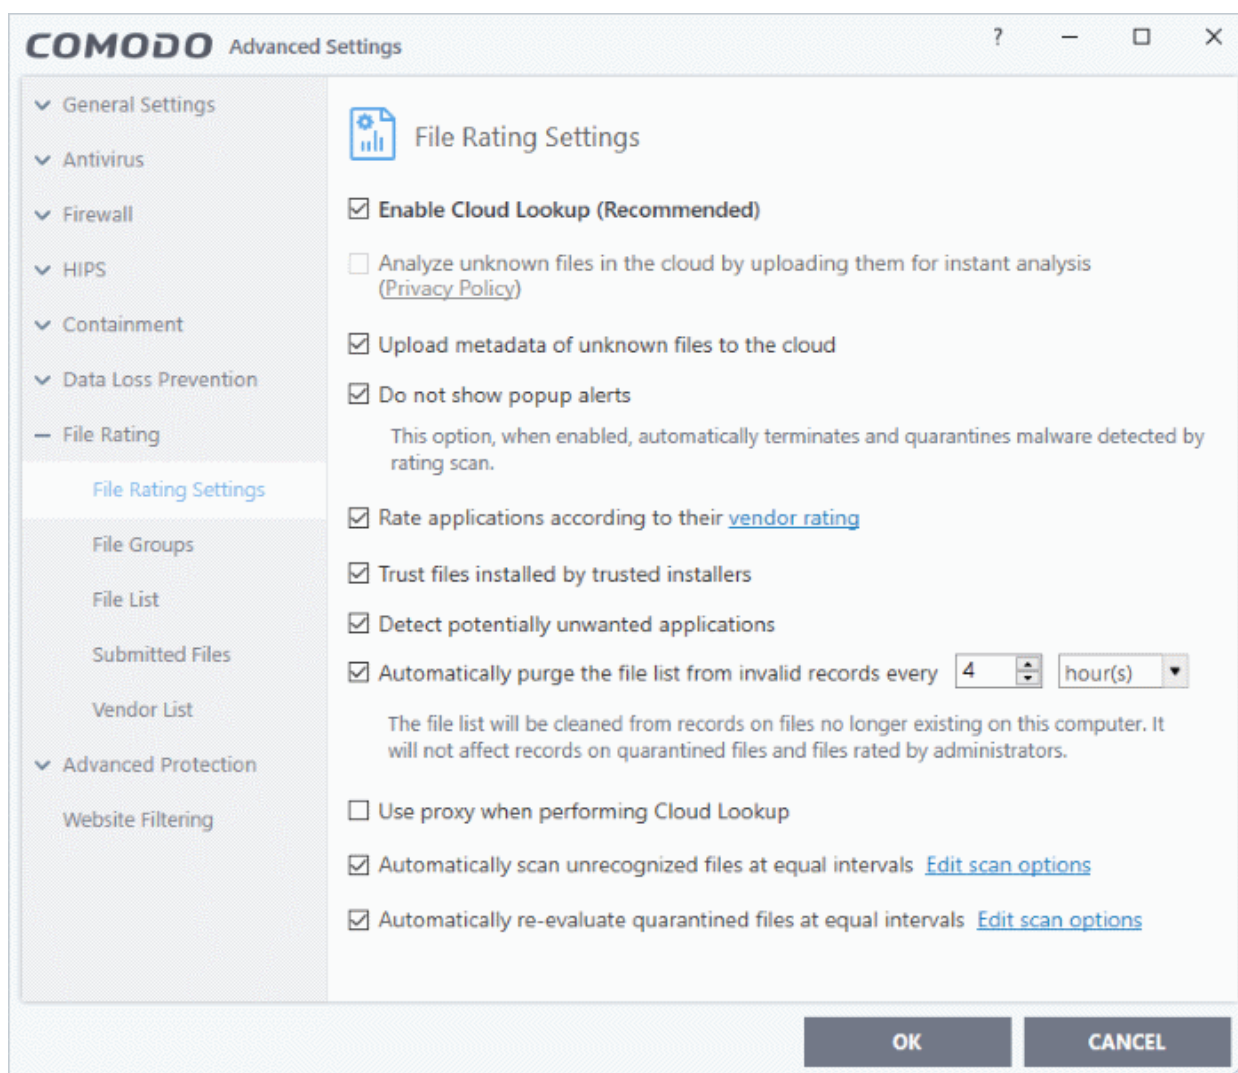 COMODO Advanced Settings
?
General Settings
Antivirus
Firewall
HIPS
Containment
Data Loss Prevention
File Rating
File Rating Settings
File Groups
File List
Submitted Files
Vendor List
Advanced Protection
Website Filtering
File Rating Settings
Enable Cloud Lookup (Recommended)
Analyze unknown files in the cloud by uploading them for instant analysis
(Privacy Policy)
Upload metadata of unknown files to the cloud
Do not show popup alerts
This option, when enabled, automatically terminates and quarantines malware detected by
rating scan.
Rate applications according to their vendor rating
Trust files installed by trusted installers
Detect potentially unwanted applications
Automatically purge the file list from invalid records every 4 hour(s)
The file list will be cleaned from records on files no longer existing on this computer. It
will not affect records on quarantined files and files rated by administrators.
Use proxy when performing Cloud Lookup
Automatically scan unrecognized files at equal intervals Edit scan options
Automatically re-evaluate quarantined files at equal intervals Edit scan options
OK
CANCEL